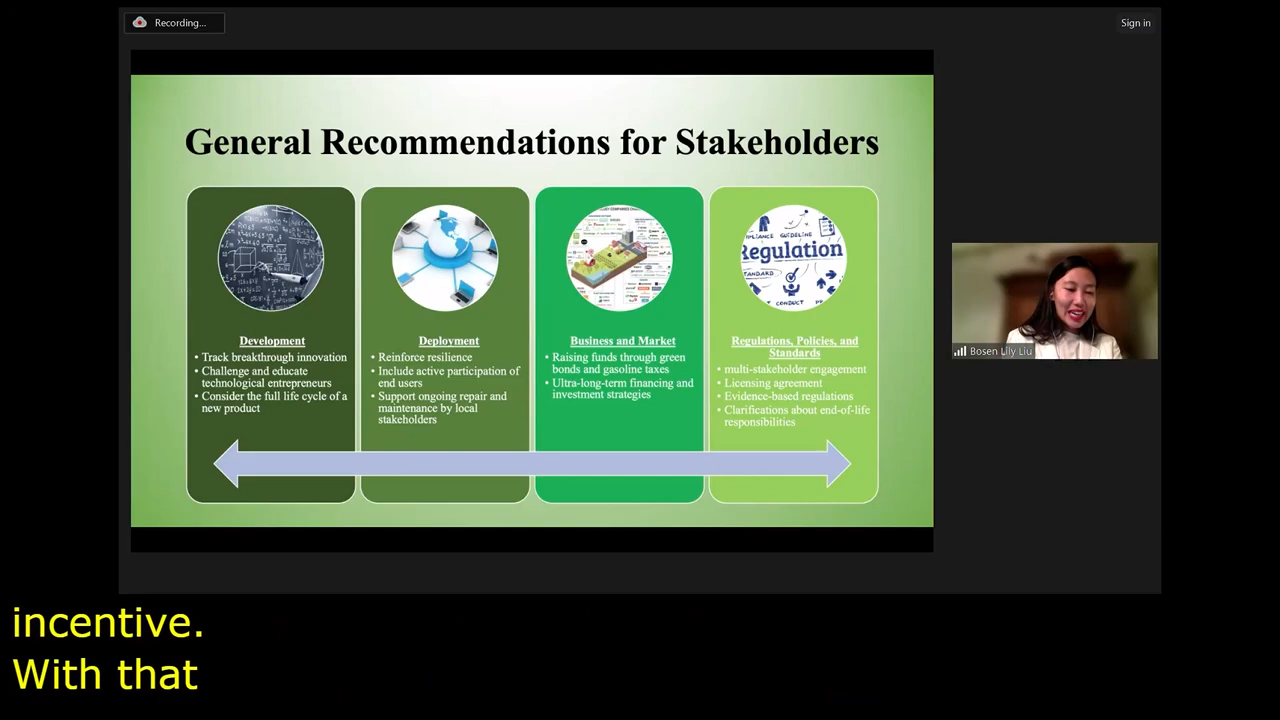 Recording...
Sign in
General Recommendations for Stakeholders
Development
• Track breakthrough innovation
• Challenge and educate
technological entrepreneurs
• Consider the full life cycle of a
new product
Deployment
• Reinforce resilience
• Include active participation of
end users
• Support ongoing repair and
maintenance by local
stakeholders
Business and Market
• Raising funds through green
bonds and gasoline taxes
• Ultra-long-term financing and
investment strategies
GUIDELINE
Regulation
CONDUCT
Regulations, Policies, and
Standards
• multi-stakeholder engagement
• Licensing agreement
• Evidence-based regulations
• Clarifications about end-of-life
responsibilities
Bosen Lily Liu
incentive.
With that